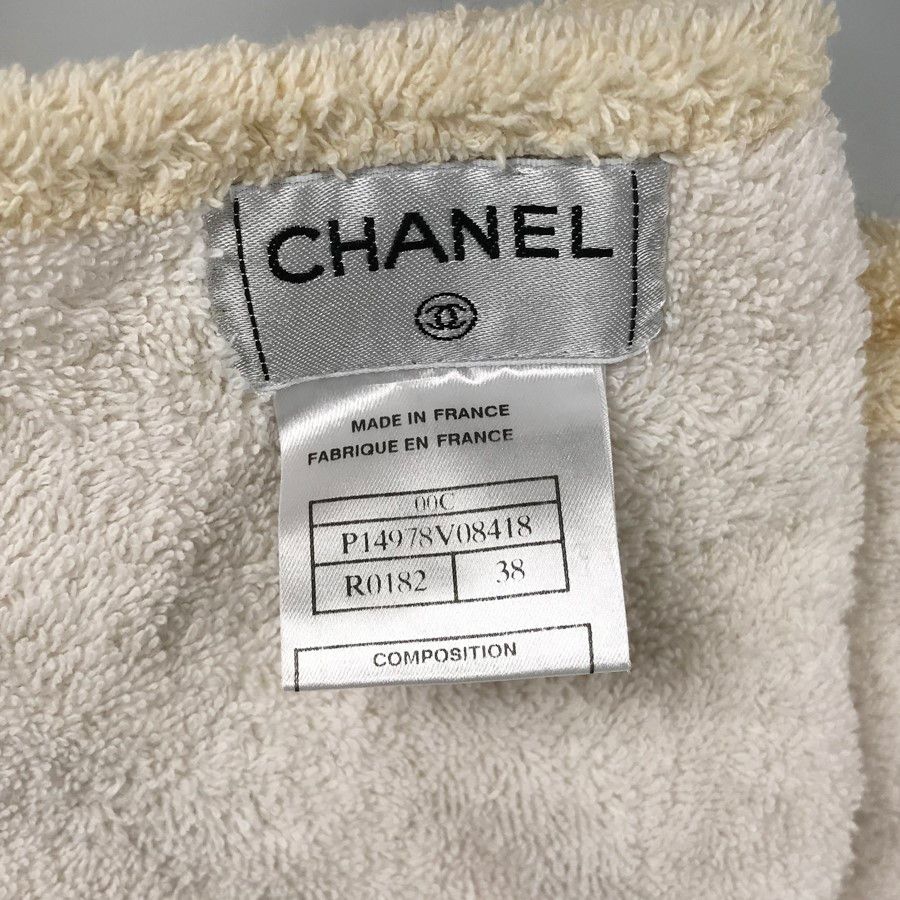 CHANEL
MADE IN FRANCE
FABRIQUE EN FRANCE
00C
P14978V08418
R0182 38
COMPOSITION